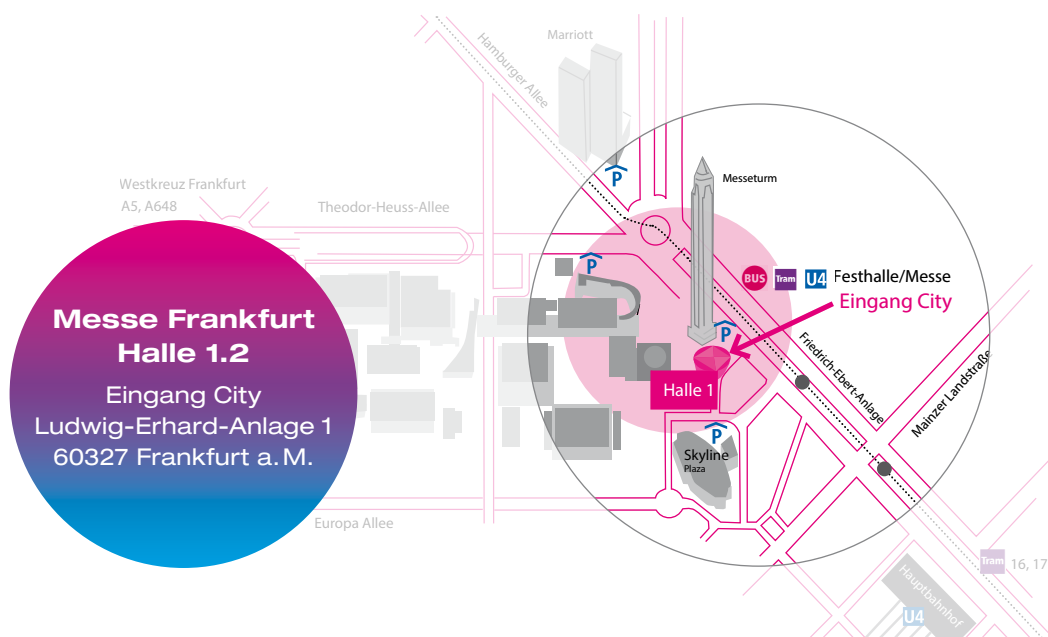 Marriott
Hamburger Allee
P
Messeturm
Westkreuz Frankfurt
A5, A648
Theodor-Heuss-Allee
P
BUS Tram U4 Festhalle/Messe
Eingang City
Messe Frankfurt
Halle 1.2
Eingang City
Ludwig-Erhard-Anlage 1
60327 Frankfurt a. M.
P
Friedrich-Ebert-Anlage
Mainzer Landstraße
Halle 1
P
Skyline
Plaza
Europa Allee
Tram 16, 17
Hauptbahnhof
U4